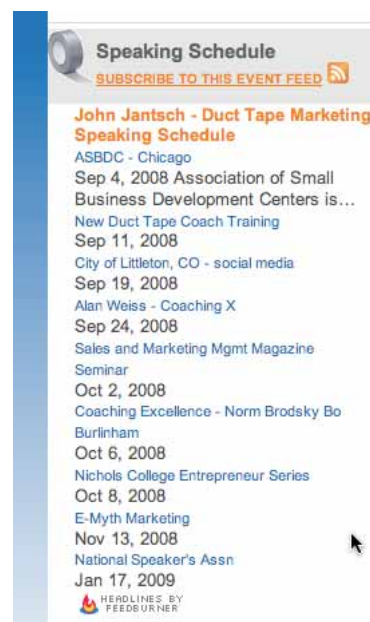 Speaking Schedule
SUBSCRIBE TO THIS EVENT FEED
John Jantsch - Duct Tape Marketing
Speaking Schedule
ASBDC - Chicago
Sep 4, 2008 Association of Small
Business Development Centers is...
New Duct Tape Coach Training
Sep 11, 2008
City of Littleton, CO - social media
Sep 19, 2008
Alan Weiss - Coaching X
Sep 24, 2008
Sales and Marketing Mgmt Magazine
Seminar
Oct 2, 2008
Coaching Excellence - Norm Brodsky Bo
Burlinham
Oct 6, 2008
Nichols College Entrepreneur Series
Oct 8, 2008
E-Myth Marketing
Nov 13, 2008
National Speaker's Assn
Jan 17, 2009
HEADLINES BY
FEEDBURNER